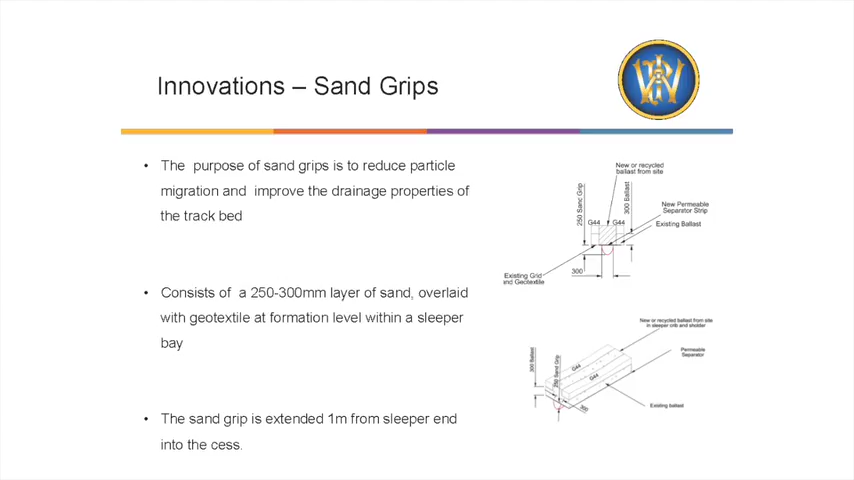 Innovations – Sand Grips
• The purpose of sand grips is to reduce particle
migration and improve the drainage properties of
the track bed
• Consists of a 250-300mm layer of sand, overlaid
with geotextile at formation level within a sleeper
bay
• The sand grip is extended 1m from sleeper end
into the cess.
New or recycled
ballast from site
250 Sand Grip
300 Ballast
New Permeable
Separator Strip
G44
G44
Existing Ballast
Existing Grid
and Geotextile
300
New or recycled ballast from site
in sleeper crib and sholder
300 Ballast
250 Sand Grip
Permeable
Separator
G44
G44
300
Existing ballast